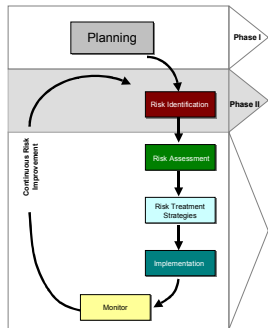 Planning
Phase I
Risk Identification
Phase II
Risk Assessment
Continuous Risk
Improvement
Risk Treatment
Strategies
Implementation
Monitor